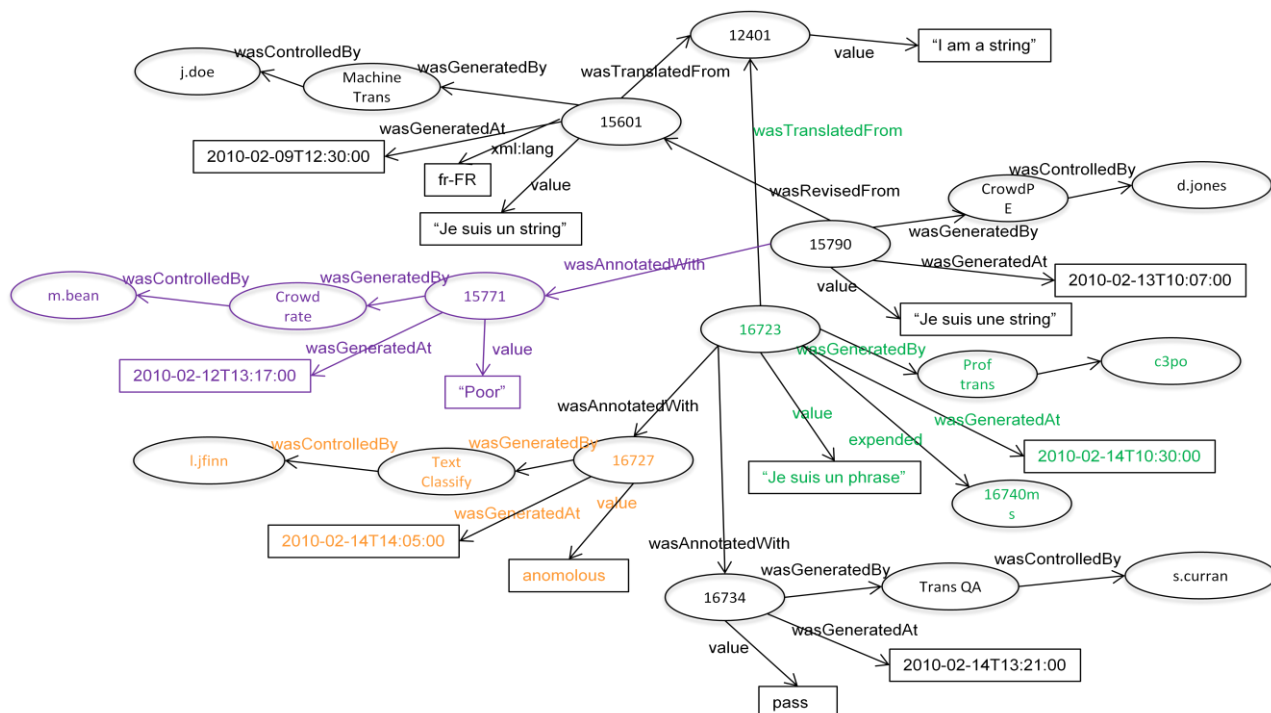 12401
"I am a string"
value
wasControlledBy
j.doe
Machine
Trans
wasGeneratedBy
wasTranslatedFrom
15601
wasGeneratedAt
2010-02-09T12:30:00
xml:lang
fr-FR
value
"Je suis un string"
wasTranslatedFrom
wasRevisedFrom
wasControlledBy
CrowdP
E
d.jones
wasGeneratedBy
15790
wasGeneratedAt
2010-02-13T10:07:00
value
"Je suis une string"
wasAnnotatedWith
wasControlledBy
m.bean
wasGeneratedBy
Crowd
rate
15771
wasGeneratedAt
2010-02-12T13:17:00
value
"Poor"
16723
wasGeneratedBy
Prof
trans
c3po
wasGeneratedAt
2010-02-14T10:30:00
value
"Je suis un phrase"
expended
16740m
s
wasAnnotatedWith
wasControlledBy
l.jfinn
wasGeneratedBy
Text
Classify
16727
wasGeneratedAt
2010-02-14T14:05:00
value
anomolous
wasAnnotatedWith
16734
wasGeneratedBy
Trans QA
wasControlledBy
s.curran
wasGeneratedAt
2010-02-14T13:21:00
value
pass